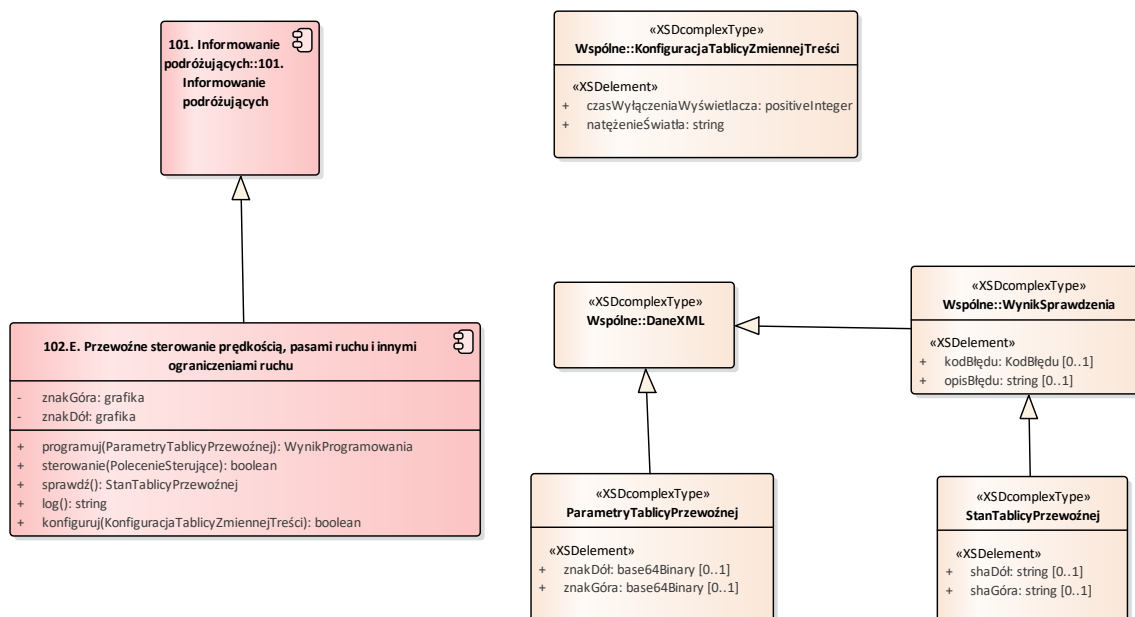 101. Informowanie
podróżujących::101.
Informowanie
podróżujących
«XSDcomplexType»
Wspólne::KonfiguracjaTablicyZmiennejTreści
«XSDelement»
+ czasWyłączeniaWyświetlacza: positiveInteger
+ natężenieŚwiatła: string
«XSDcomplexType»
Wspólne::DaneXML
«XSDcomplexType»
Wspólne::WynikSprawdzenia
«XSDelement»
+ kodBłędu: KodBłędu [0..1]
+ opisBłędu: string [0..1]
102.E. Przewoźne sterowanie prędkością, pasami ruchu i innymi
ograniczeniami ruchu
- znakGóra: grafika
- znakDół: grafika
+ programuj(ParametryTablicyPrzewoźnej): WynikProgramowania
+ sterowanie(PolecenieSterujące): boolean
+ sprawdź(): StanTablicyPrzewoźnej
+ log(): string
+ konfiguruj(KonfiguracjaTablicyZmiennejTreści): boolean
«XSDcomplexType»
ParametryTablicyPrzewoźnej
«XSDelement»
+ znakDół: base64Binary [0..1]
+ znakGóra: base64Binary [0..1]
«XSDcomplexType»
StanTablicyPrzewoźnej
«XSDelement»
+ shaDół: string [0..1]
+ shaGóra: string [0..1]